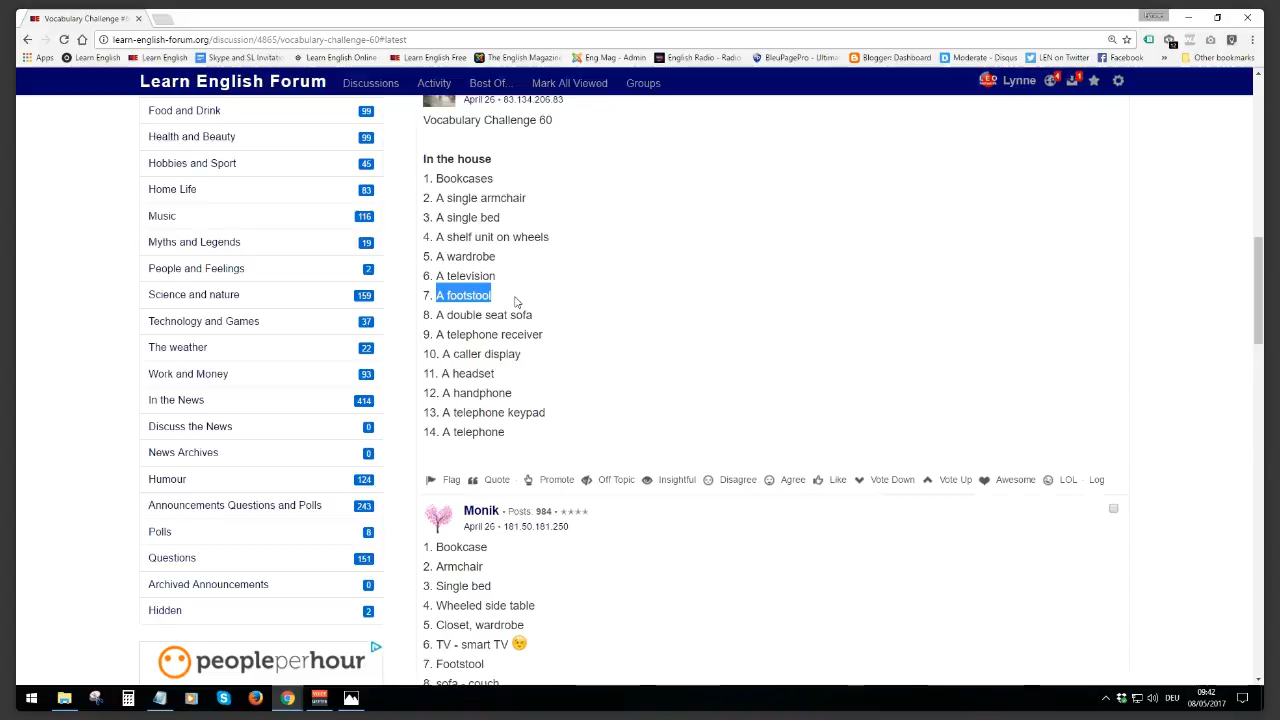 Vocabulary Challenge #6
learn-english-forum.org/discussion/4865/vocabulary-challenge-60#latest
Apps
Learn English
Skype and SL Invitatio
Learn English Online
Learn English Free
The English Magazine
Eng Mag - Admin
English Radio - Radio
BleuPagePro - Ultima
Blogger: Dashboard
Moderate - Disqus
LEN on Twitter
Facebook
»
Other bookmarks
Learn English Forum
Discussions
Activity
Best Of...
Mark All Viewed
Groups
LEO
Lynne
4
1
Food and Drink 99
Health and Beauty 99
Hobbies and Sport 45
Home Life 83
Music 116
Myths and Legends 19
People and Feelings 2
Science and nature 159
Technology and Games 37
The weather 22
Work and Money 93
In the News 414
Discuss the News 0
News Archives 0
Humour 124
Announcements Questions and Polls 243
Polls 8
Questions 151
Archived Announcements 0
Hidden 2
peopleperhour
April 26 • 83.134.206.83
Vocabulary Challenge 60
In the house
1. Bookcases
2. A single armchair
3. A single bed
4. A shelf unit on wheels
5. A wardrobe
6. A television
7. A footstool
8. A double seat sofa
9. A telephone receiver
10. A caller display
11. A headset
12. A handphone
13. A telephone keypad
14. A telephone
Flag Quote · Promote Off Topic Insightful Disagree Agree Like Vote Down Vote Up Awesome LOL · Log
Monik • Posts: 984 • ★★★★
April 26 • 181.50.181.250
1. Bookcase
2. Armchair
3. Single bed
4. Wheeled side table
5. Closet, wardrobe
6. TV - smart TV
7. Footstool
8. sofa - couch
DEU
09:42
08/05/2017